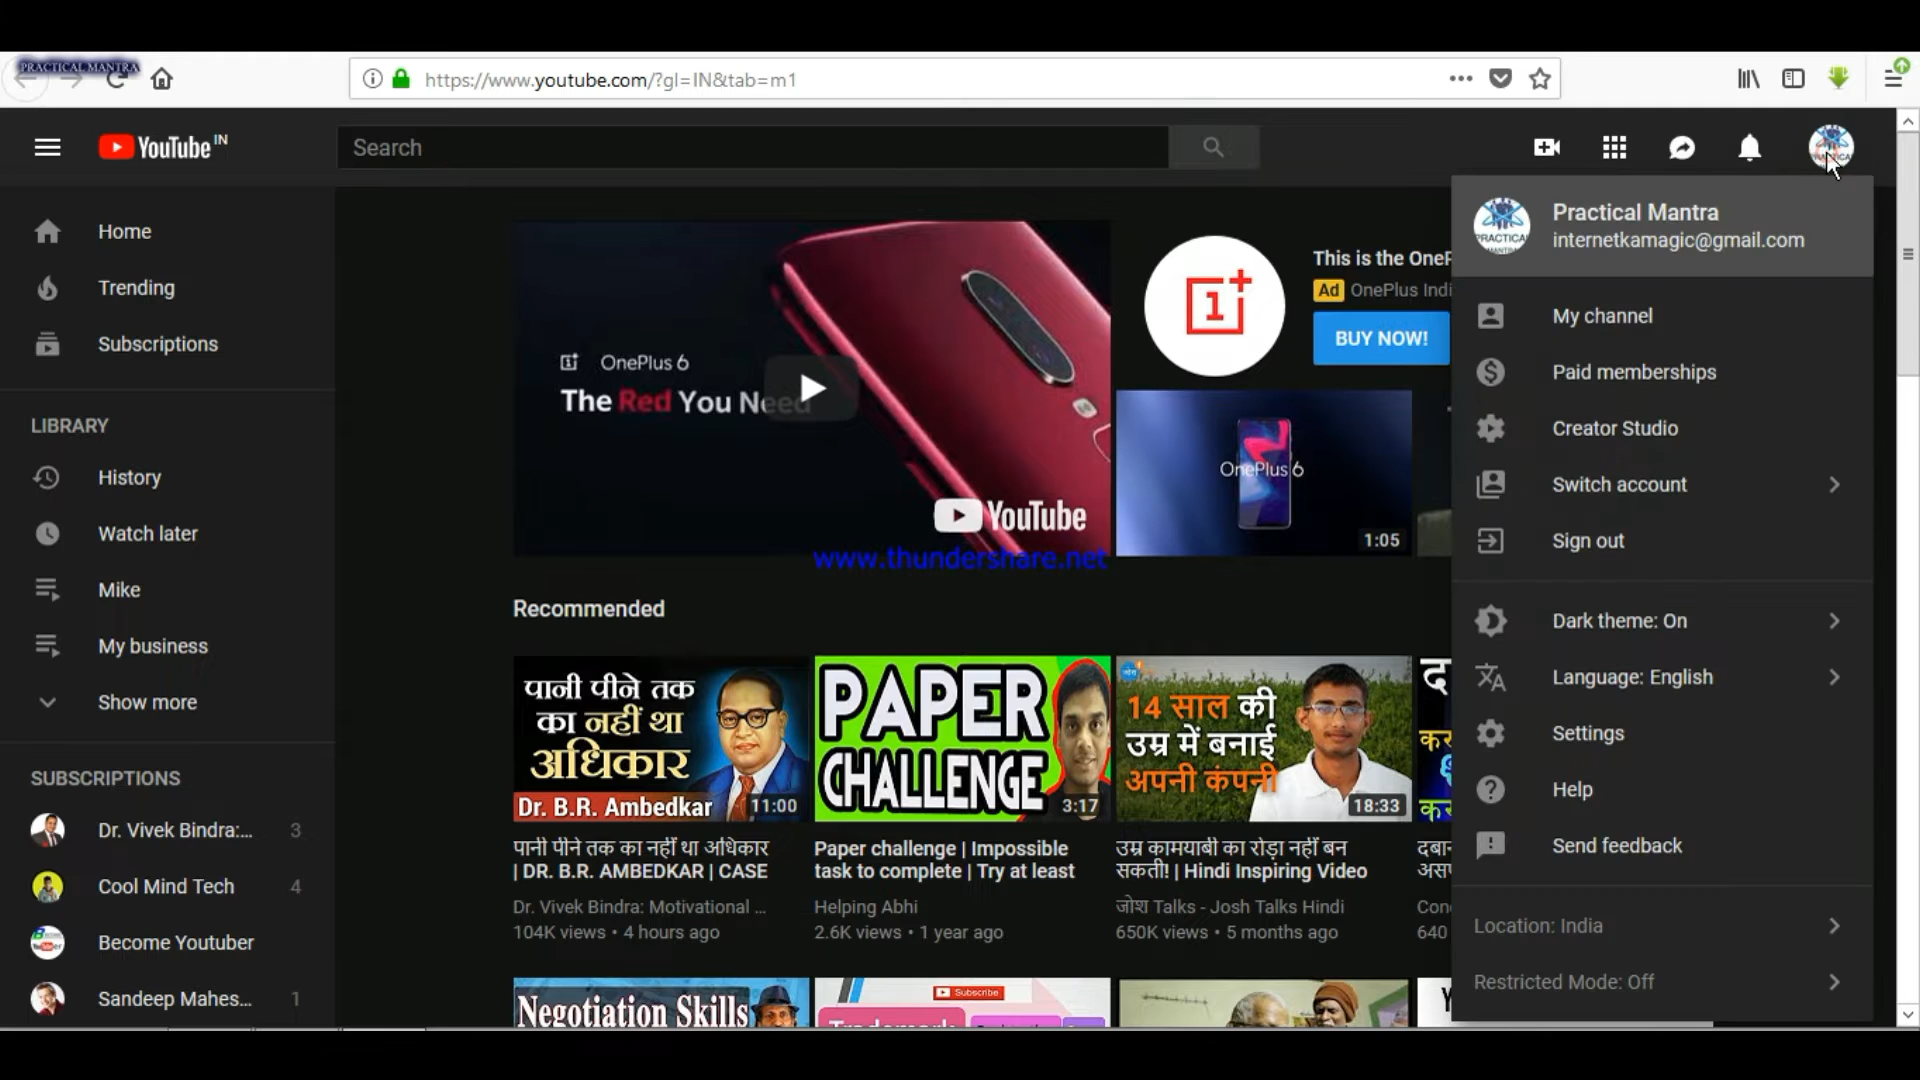 PRACTICAL MANTRA
https://www.youtube.com/?gl=IN&tab=m1
YouTube IN
Search
Home
Trending
Subscriptions
LIBRARY
History
Watch later
Mike
My business
Show more
SUBSCRIPTIONS
Dr. Vivek Bindra:... 3
Cool Mind Tech 4
Become Youtuber
Sandeep Mahes... 1
OnePlus 6
The Red You Need
YouTube
www.thundershare.net
This is the OneP
Ad OnePlus Indi
BUY NOW!
OnePlus 6
1:05
Recommended
पानी पीने तक
का नहीं था
अधिकार
Dr. B.R. Ambedkar
11:00
पानी पीने तक का नहीं था अधिकार
| DR. B.R. AMBEDKAR | CASE
Dr. Vivek Bindra: Motivational ...
104K views • 4 hours ago
PAPER
CHALLENGE
3:17
Paper challenge | Impossible
task to complete | Try at least
Helping Abhi
2.6K views • 1 year ago
14 साल की
उम्र में बनाई
अपनी कंपनी
18:33
उम्र कामयाबी का रोड़ा नहीं बन
सकती! | Hindi Inspiring Video
जोश Talks - Josh Talks Hindi
650K views • 5 months ago
द
कर
कर
दबान
अस
Con
640
Negotiation Skills
Subscribe
Trademark
Practical Mantra
internetkamagic@gmail.com
My channel
Paid memberships
Creator Studio
Switch account
Sign out
Dark theme: On
Language: English
Settings
Help
Send feedback
Location: India
Restricted Mode: Off